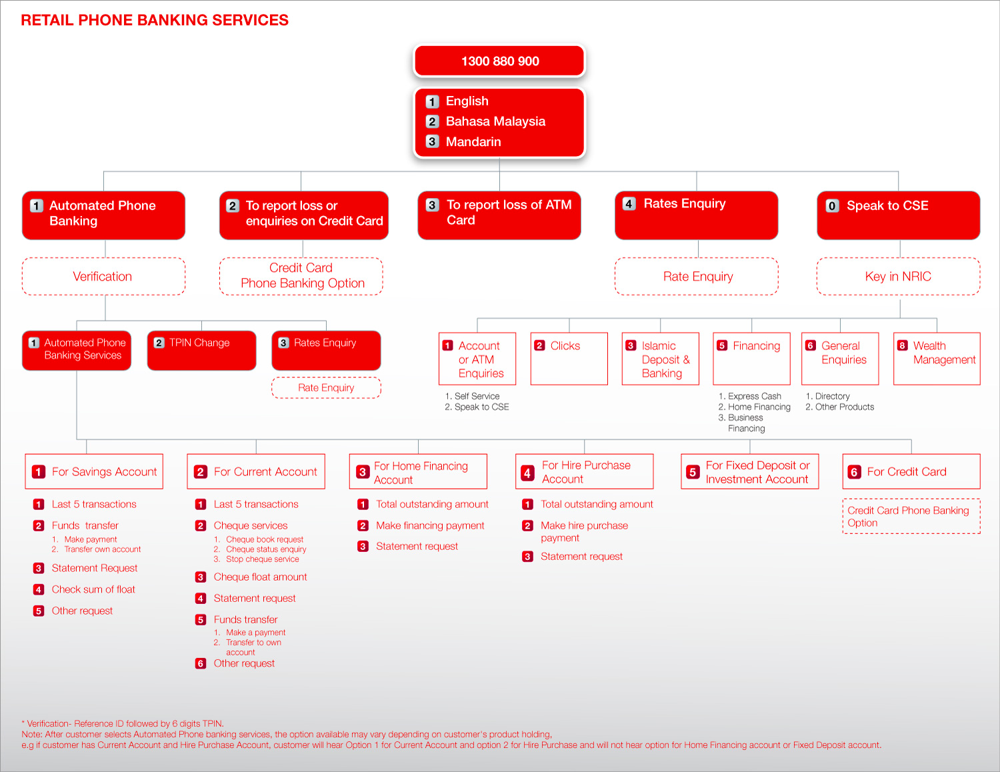 RETAIL PHONE BANKING SERVICES
1300 880 900
1 English
2 Bahasa Malaysia
3 Mandarin
1 Automated Phone
Banking
2 To report loss or
enquiries on Credit Card
3 To report loss of ATM
Card
4 Rates Enquiry
0 Speak to CSE
Verification
Credit Card
Phone Banking Option
Rate Enquiry
Key in NRIC
1 Automated Phone
Banking Services
2 TPIN Change
3 Rates Enquiry
Rate Enquiry
1 Account
or ATM
Enquiries
1. Self Service
2. Speak to CSE
2 Clicks
3 Islamic
Deposit &
Banking
5 Financing
1. Express Cash
2. Home Financing
3. Business
Financing
6 General
Enquiries
1. Directory
2. Other Products
8 Wealth
Management
1 For Savings Account
1 Last 5 transactions
2 Funds transfer
1. Make payment
2. Transfer own account
3 Statement Request
4 Check sum of float
5 Other request
2 For Current Account
1 Last 5 transactions
2 Cheque services
1. Cheque book request
2. Cheque status enquiry
3. Stop cheque service
3 Cheque float amount
4 Statement request
5 Funds transfer
1. Make a payment
2. Transfer to own
account
6 Other request
3 For Home Financing
Account
1 Total outstanding amount
2 Make financing payment
3 Statement request
4 For Hire Purchase
Account
1 Total outstanding amount
2 Make hire purchase
payment
3 Statement request
5 For Fixed Deposit or
Investment Account
6 For Credit Card
Credit Card Phone Banking
Option
* Verification- Reference ID followed by 6 digits TPIN.
Note: After customer selects Automated Phone banking services, the option available may vary depending on customer's product holding,
e.g if customer has Current Account and Hire Purchase Account, customer will hear Option 1 for Current Account and option 2 for Hire Purchase and will not hear option for Home Financing account or Fixed Deposit account.